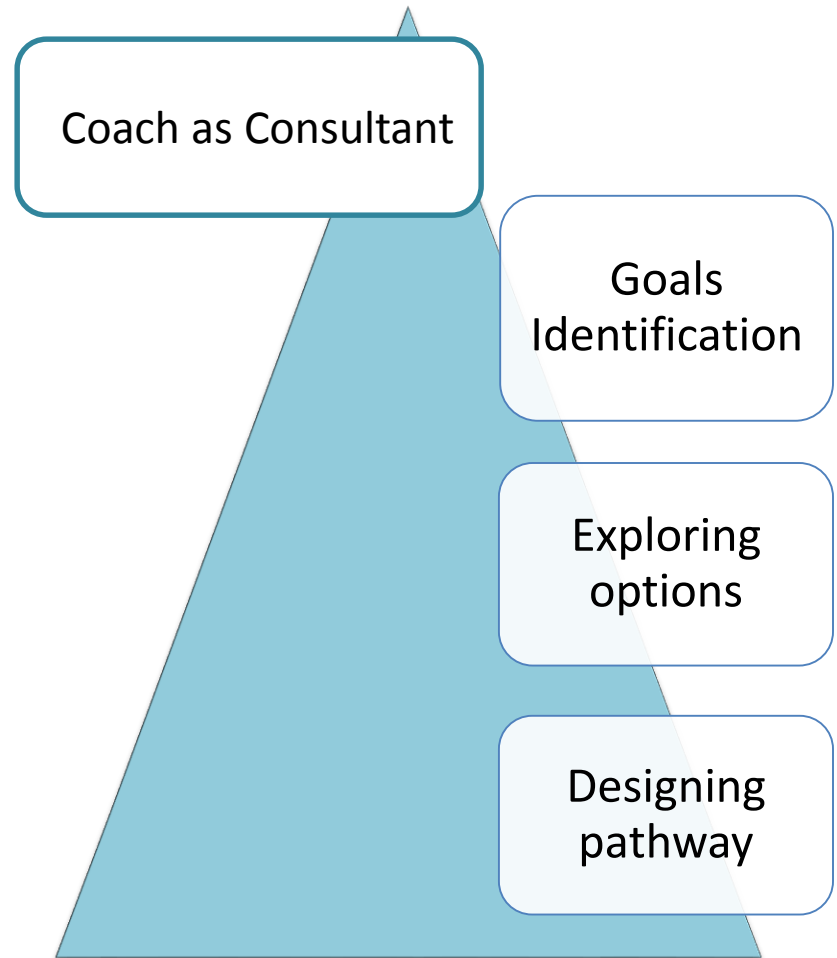 Coach as Consultant
Goals
Identification
Exploring
options
Designing
pathway